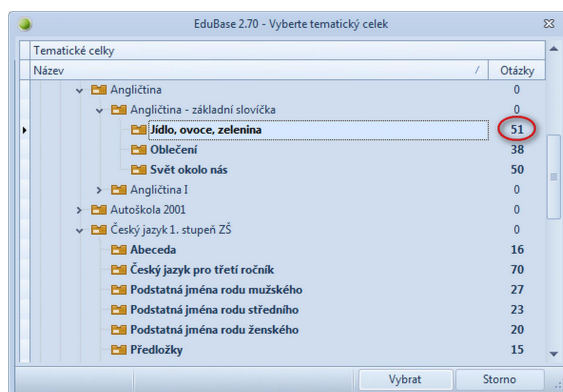 EduBase 2.70 - Vyberte tematický celek
Tematické celky
Název / Otázky
Angličtina 0
Angličtina - základní slovíčka 0
Jídlo, ovoce, zelenina 51
Oblečení 38
Svět okolo nás 50
Angličtina I 0
Autoškola 2001 0
Český jazyk 1. stupeň ZŠ 0
Abeceda 16
Český jazyk pro třetí ročník 70
Podstatná jména rodu mužského 27
Podstatná jména rodu středního 23
Podstatná jména rodu ženského 20
Předložky 15
Vybrat Storno